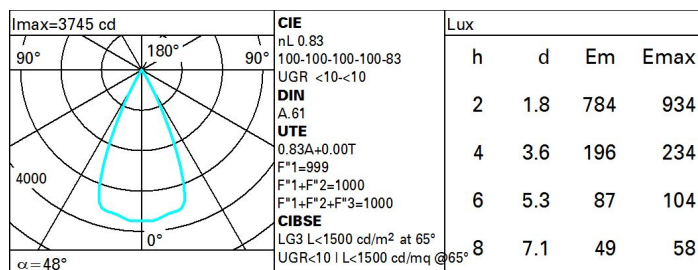 Imax=3745 cd
90° 180° 90°
4000
0°
α=48°
CIE
nL 0.83
100-100-100-100-83
UGR <10-<10
DIN
A.61
UTE
0.83A+0.00T
F"1=999
F"1+F"2=1000
F"1+F"2+F"3=1000
CIBSE
LG3 L<1500 cd/m² at 65°
UGR<10 | L<1500 cd/mq @65°
Lux
h d Em Emax
2 1.8 784 934
4 3.6 196 234
6 5.3 87 104
8 7.1 49 58